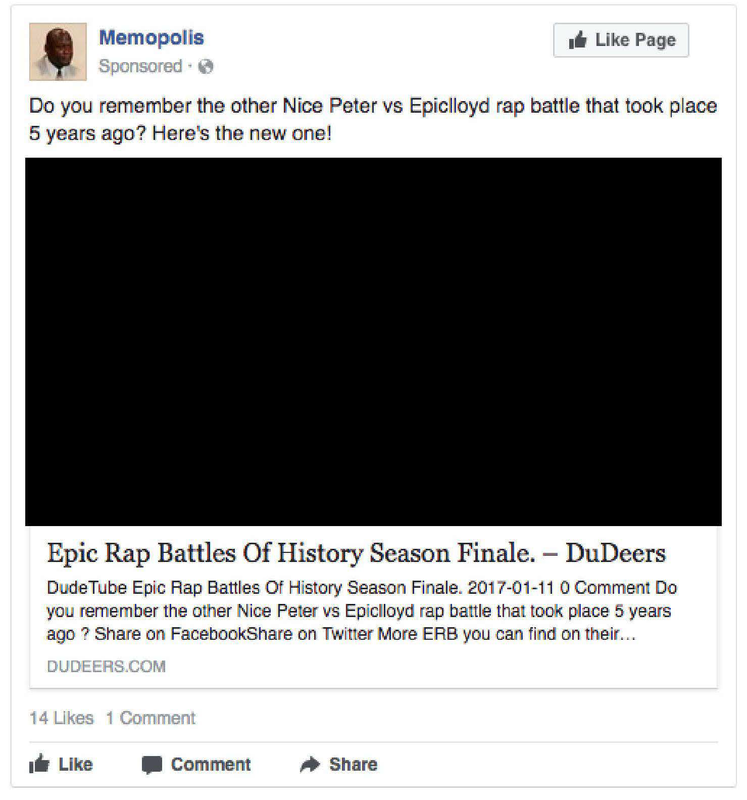 Memopolis
Like Page
Sponsored ·
Do you remember the other Nice Peter vs Epiclloyd rap battle that took place
5 years ago? Here's the new one!
Epic Rap Battles Of History Season Finale. – DuDeers
DudeTube Epic Rap Battles Of History Season Finale. 2017-01-11 0 Comment Do
you remember the other Nice Peter vs Epiclloyd rap battle that took place 5 years
ago ? Share on FacebookShare on Twitter More ERB you can find on their...
DUDEERS.COM
14 Likes 1 Comment
Like Comment Share